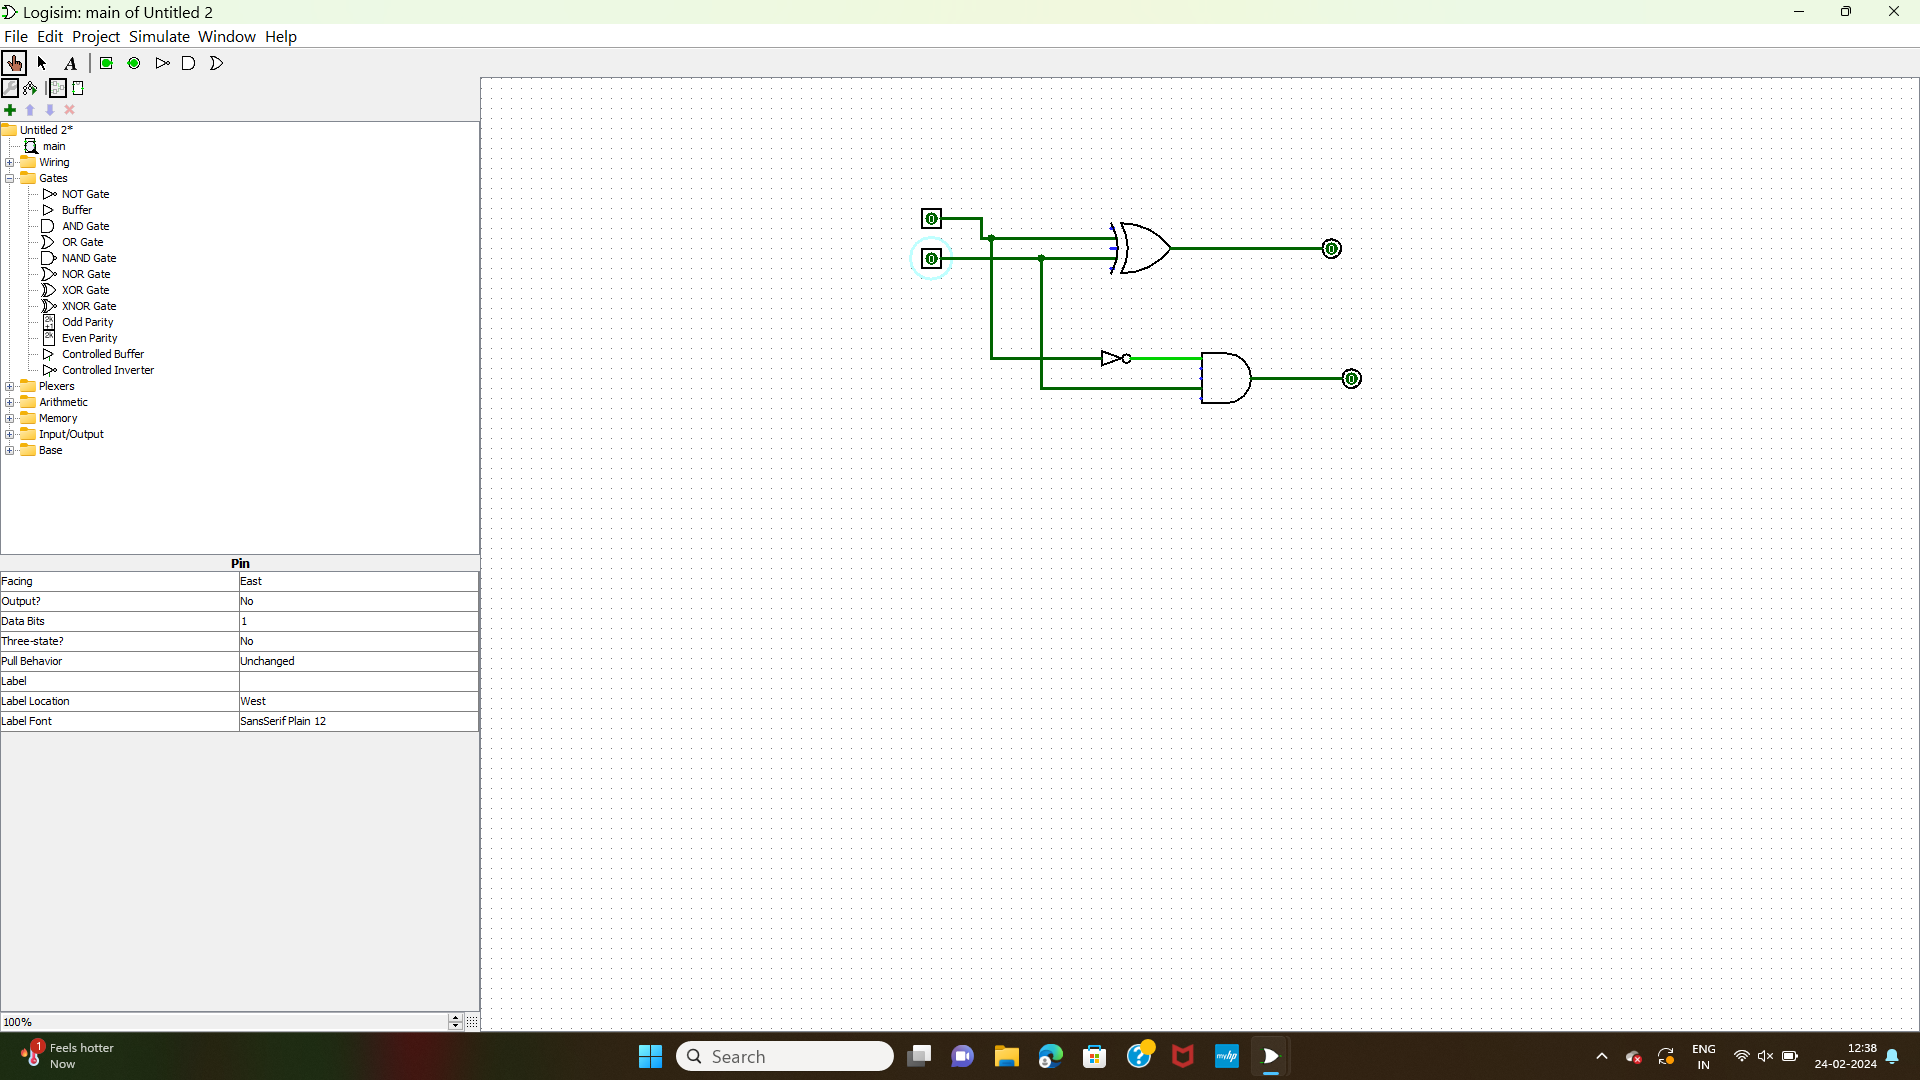 Logisim: main of Untitled 2
File Edit Project Simulate Window Help
A
Untitled 2*
main
Wiring
Gates
NOT Gate
Buffer
AND Gate
OR Gate
NAND Gate
NOR Gate
XOR Gate
XNOR Gate
Odd Parity
Even Parity
Controlled Buffer
Controlled Inverter
Plexers
Arithmetic
Memory
Input/Output
Base
0
0
0
0
Pin
Facing East
Output? No
Data Bits 1
Three-state? No
Pull Behavior Unchanged
Label
Label Location West
Label Font SansSerif Plain 12
100%
1
Feels hotter
Now
Search
myhp
ENG
IN
12:38
24-02-2024